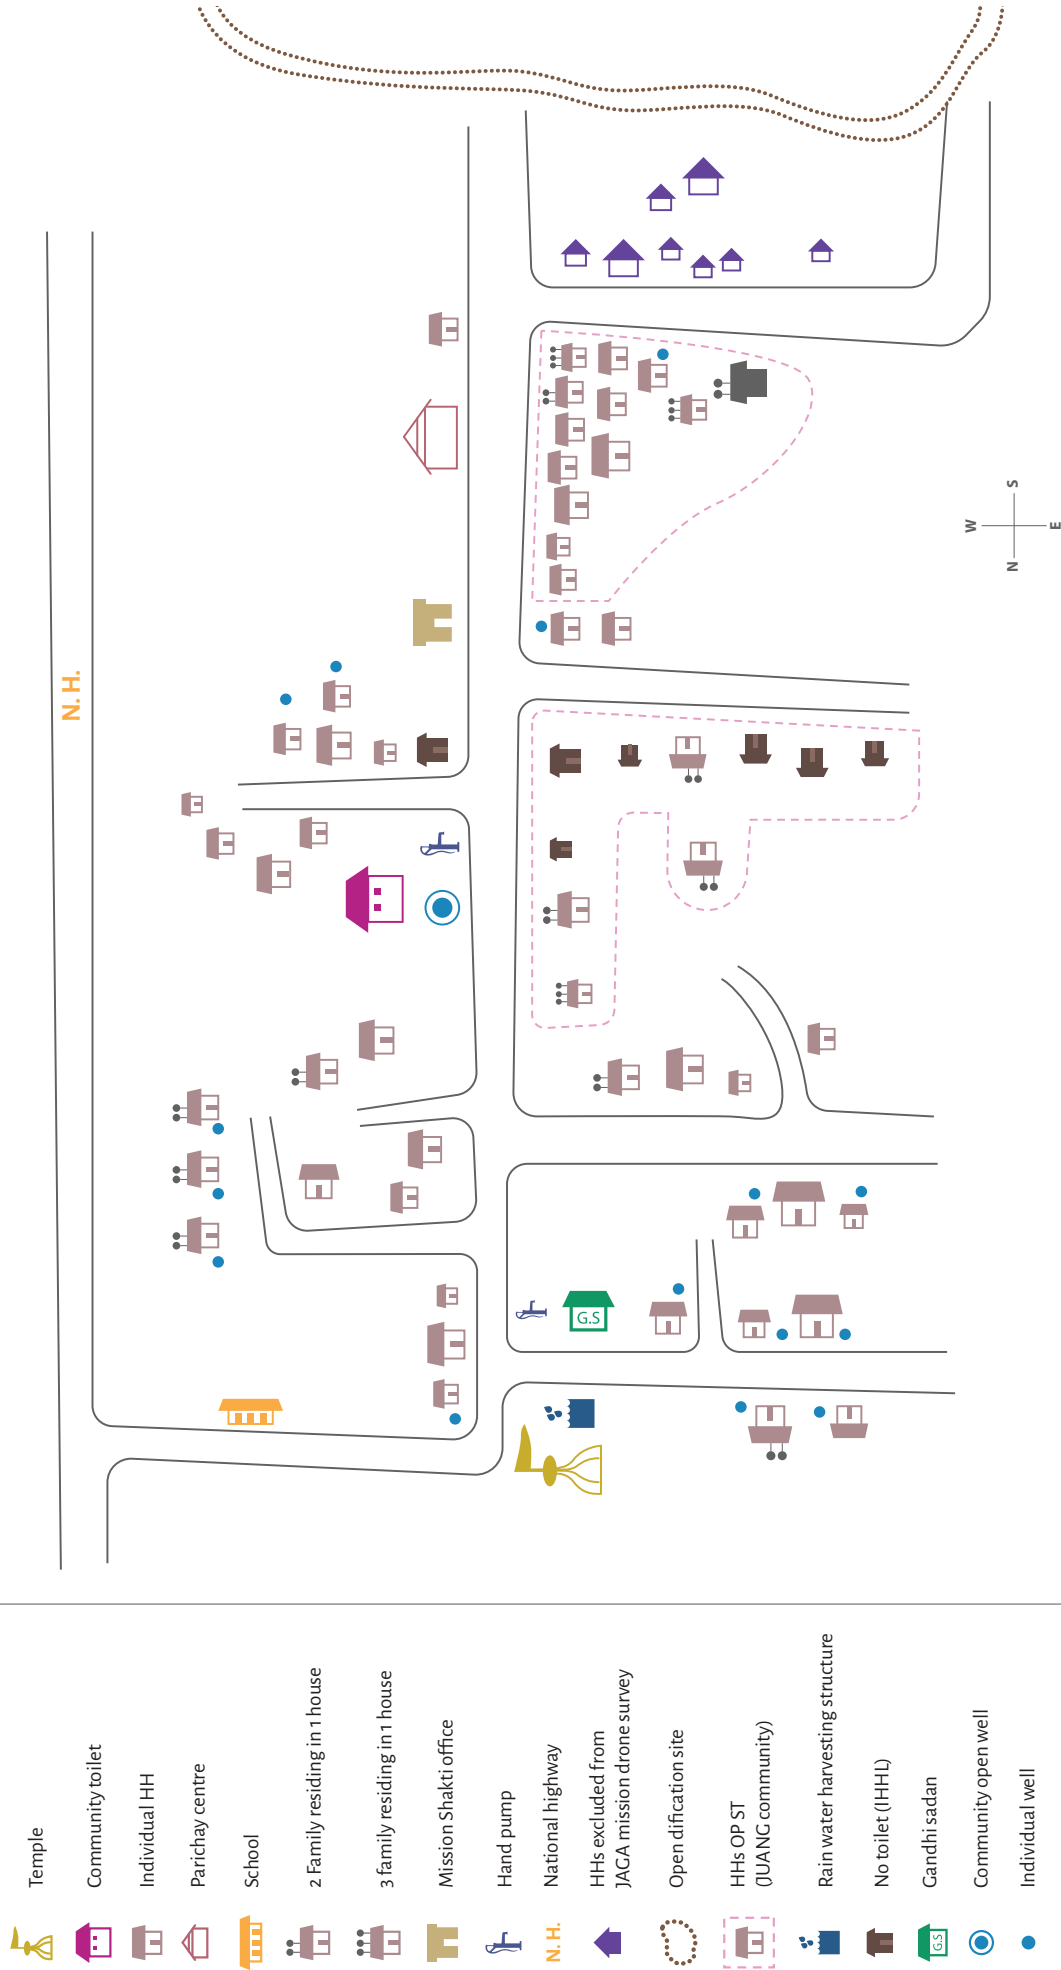 N. H.
W
S
N
E
G.S
Temple
Community toilet
Individual HH
Parichay centre
School
2 Family residing in 1 house
3 family residing in 1 house
Mission Shakti office
Hand pump
N. H.
National highway
HHs excluded from
JAGA mission drone survey
Open dification site
HHs OP ST
(JUANG community)
Rain water harvesting structure
No toilet (IHHL)
G.S
Gandhi sadan
Community open well
Individual well